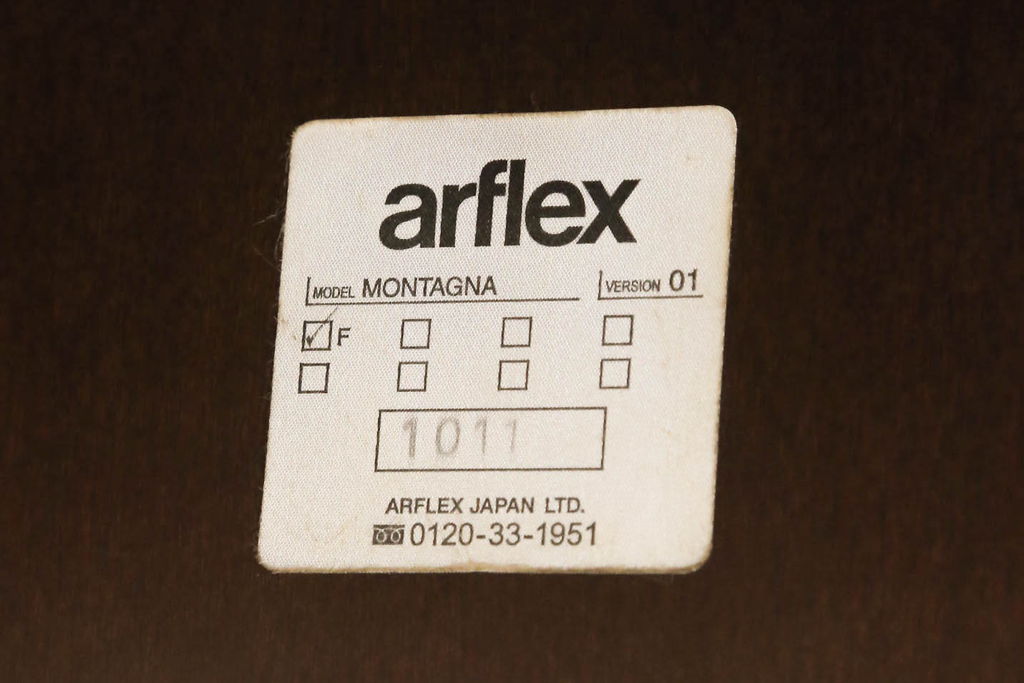 arflex
MODEL MONTAGNA VERSION 01
F
1011
ARFLEX JAPAN LTD.
0120-33-1951